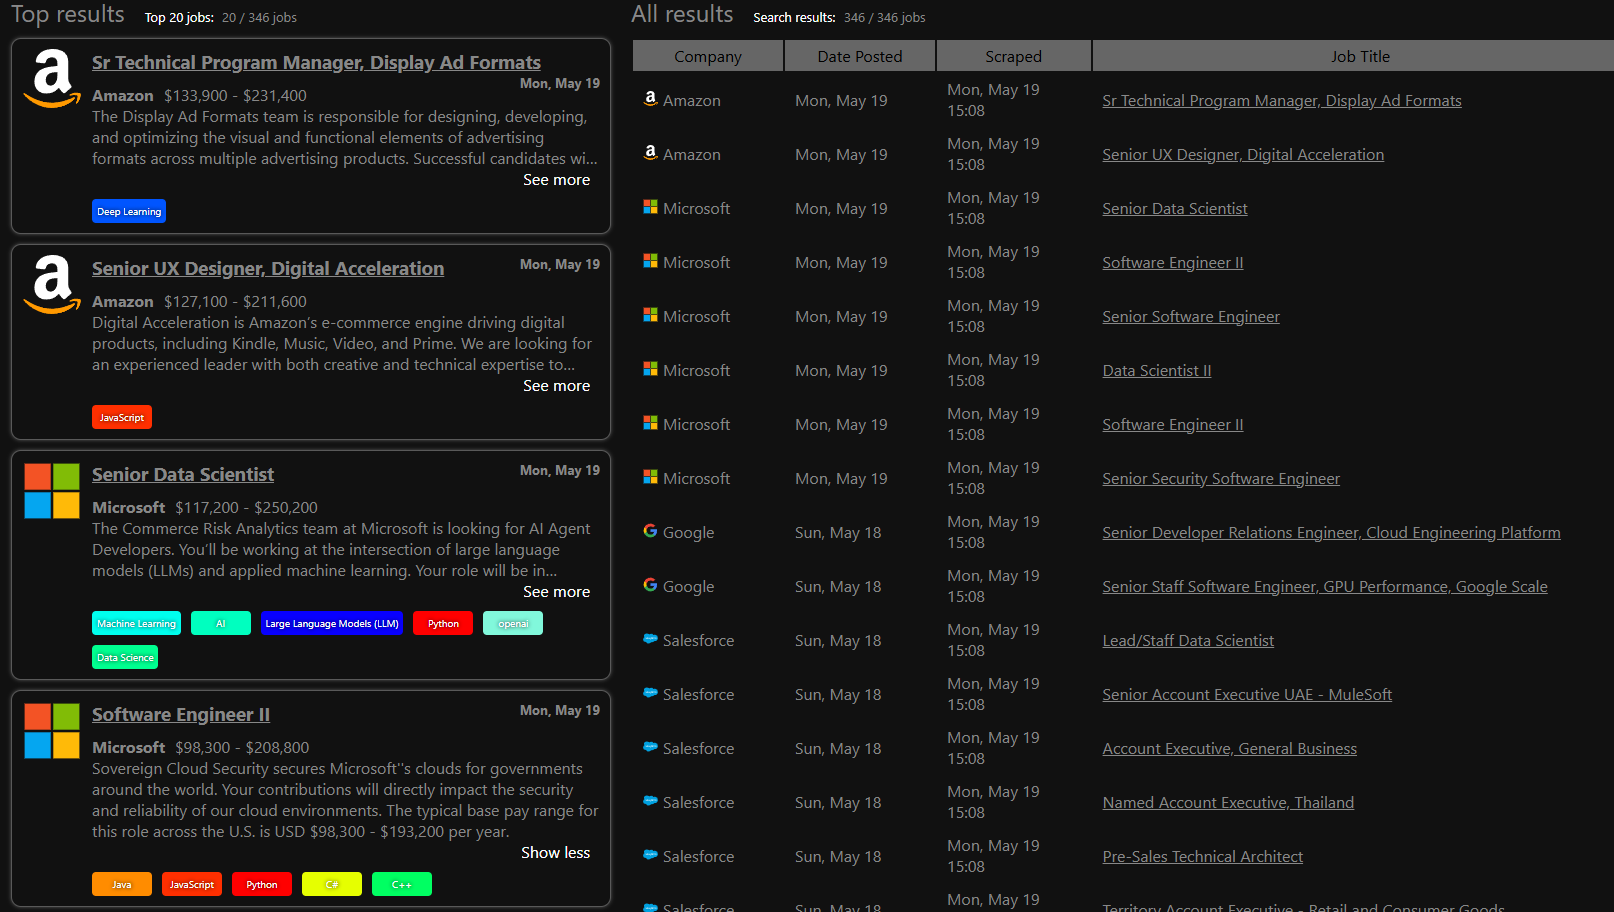 Top results
Top 20 jobs: 20 / 346 jobs
Sr Technical Program Manager, Display Ad Formats
Mon, May 19
Amazon $133,900 - $231,400
The Display Ad Formats team is responsible for designing, developing,
and optimizing the visual and functional elements of advertising
formats across multiple advertising products. Successful candidates wi...
See more
Deep Learning
Senior UX Designer, Digital Acceleration
Mon, May 19
Amazon $127,100 - $211,600
Digital Acceleration is Amazon's e-commerce engine driving digital
products, including Kindle, Music, Video, and Prime. We are looking for
an experienced leader with both creative and technical expertise to...
See more
JavaScript
Senior Data Scientist
Mon, May 19
Microsoft $117,200 - $250,200
The Commerce Risk Analytics team at Microsoft is looking for AI Agent
Developers. You'll be working at the intersection of large language
models (LLMs) and applied machine learning. Your role will be in...
See more
Machine Learning AI Large Language Models (LLM) Python openai
Data Science
Software Engineer II
Mon, May 19
Microsoft $98,300 - $208,800
Sovereign Cloud Security secures Microsoft''s clouds for governments
around the world. Your contributions will directly impact the security
and reliability of our cloud environments. The typical base pay range for
this role across the U.S. is USD $98,300 - $193,200 per year.
Show less
Java JavaScript Python C# C++
All results
Search results: 346 / 346 jobs
Company Date Posted Scraped Job Title
Amazon Mon, May 19 Mon, May 19 15:08 Sr Technical Program Manager, Display Ad Formats
Amazon Mon, May 19 Mon, May 19 15:08 Senior UX Designer, Digital Acceleration
Microsoft Mon, May 19 Mon, May 19 15:08 Senior Data Scientist
Microsoft Mon, May 19 Mon, May 19 15:08 Software Engineer II
Microsoft Mon, May 19 Mon, May 19 15:08 Senior Software Engineer
Microsoft Mon, May 19 Mon, May 19 15:08 Data Scientist II
Microsoft Mon, May 19 Mon, May 19 15:08 Software Engineer II
Microsoft Mon, May 19 Mon, May 19 15:08 Senior Security Software Engineer
Google Sun, May 18 Mon, May 19 15:08 Senior Developer Relations Engineer, Cloud Engineering Platform
Google Sun, May 18 Mon, May 19 15:08 Senior Staff Software Engineer, GPU Performance, Google Scale
Salesforce Sun, May 18 Mon, May 19 15:08 Lead/Staff Data Scientist
Salesforce Sun, May 18 Mon, May 19 15:08 Senior Account Executive UAE - MuleSoft
Salesforce Sun, May 18 Mon, May 19 15:08 Account Executive, General Business
Salesforce Sun, May 18 Mon, May 19 15:08 Named Account Executive, Thailand
Salesforce Sun, May 18 Mon, May 19 15:08 Pre-Sales Technical Architect
Salesforce Sun, May 18 Mon, May 19 Territory Account Executive - Retail and Consumer Goods